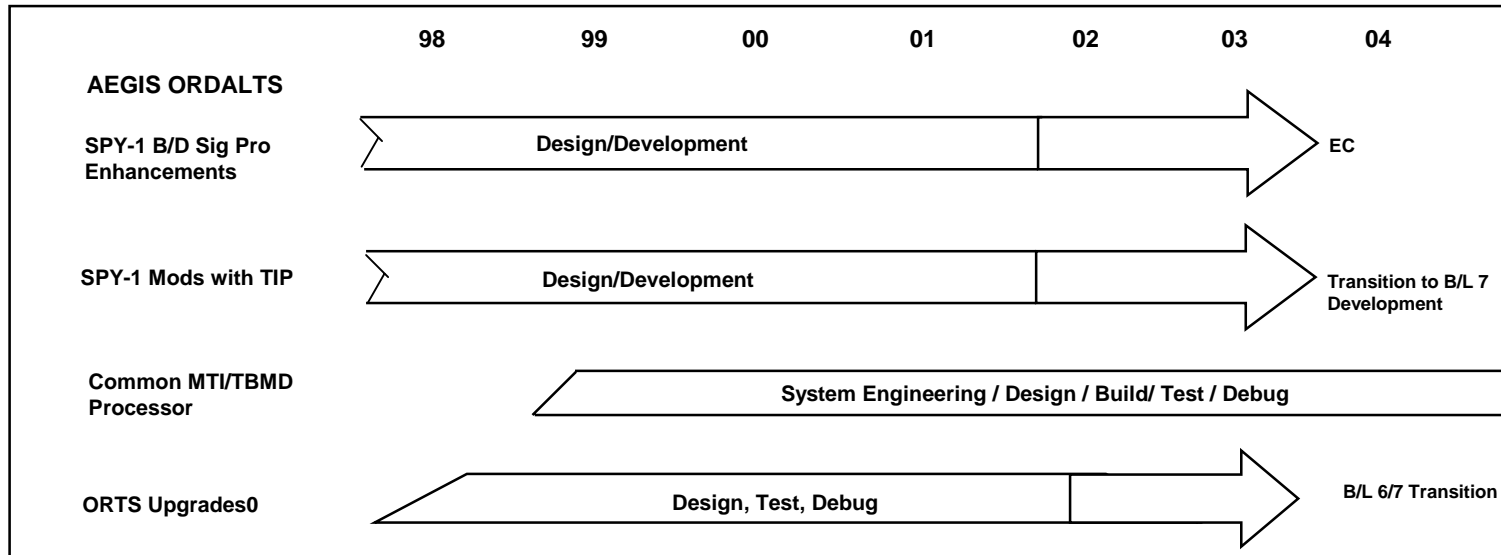 98 99 00 01 02 03 04
AEGIS ORDALTS
SPY-1 B/D Sig Pro
Enhancements
Design/Development
EC
SPY-1 Mods with TIP
Design/Development
Transition to B/L 7
Development
Common MTI/TBMD
Processor
System Engineering / Design / Build/ Test / Debug
ORTS Upgrades0
Design, Test, Debug
B/L 6/7 Transition